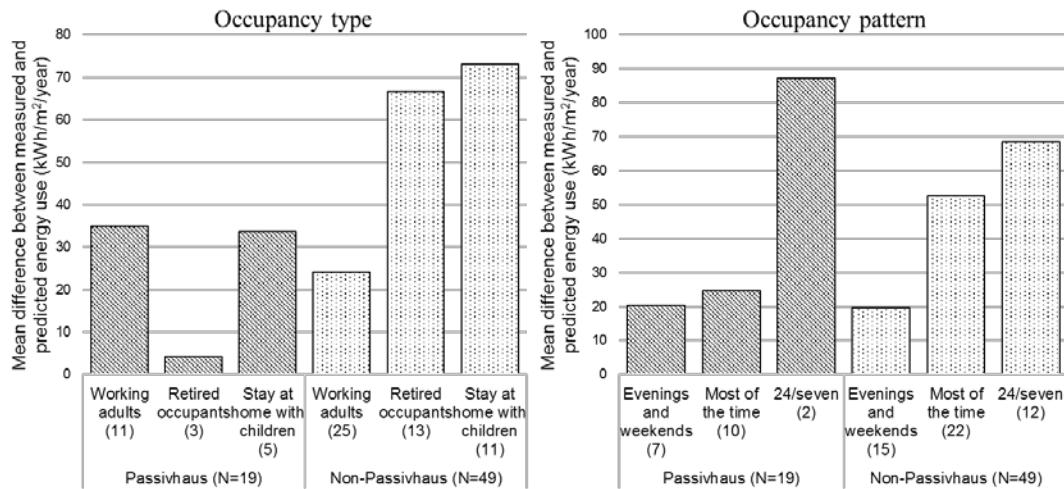 Occupancy type
Mean difference between measured and
predicted energy use (kWh/m²/year)
80
70
60
50
40
30
20
10
0
Working
adults
(11)
Retired
occupants
(3)
Stay at
home with
children
(5)
Working
adults
(25)
Retired
occupants
(13)
Stay at
home with
children
(11)
Passivhaus (N=19)
Non-Passivhaus (N=49)
Occupancy pattern
Mean difference between measured and
predicted energy use (kWh/m²/year)
100
90
80
70
60
50
40
30
20
10
0
Evenings
and
weekends
(7)
Most of
the time
(10)
24/seven
(2)
Evenings
and
weekends
(15)
Most of
the time
(22)
24/seven
(12)
Passivhaus (N=19)
Non-Passivhaus (N=49)